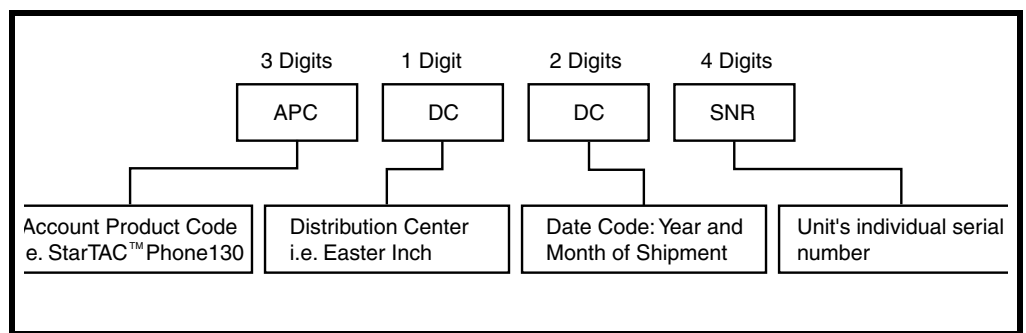 3 Digits 1 Digit 2 Digits 4 Digits
APC DC DC SNR
Account Product Code
e. StarTAC™Phone130
Distribution Center
i.e. Easter Inch
Date Code: Year and
Month of Shipment
Unit's individual serial
number